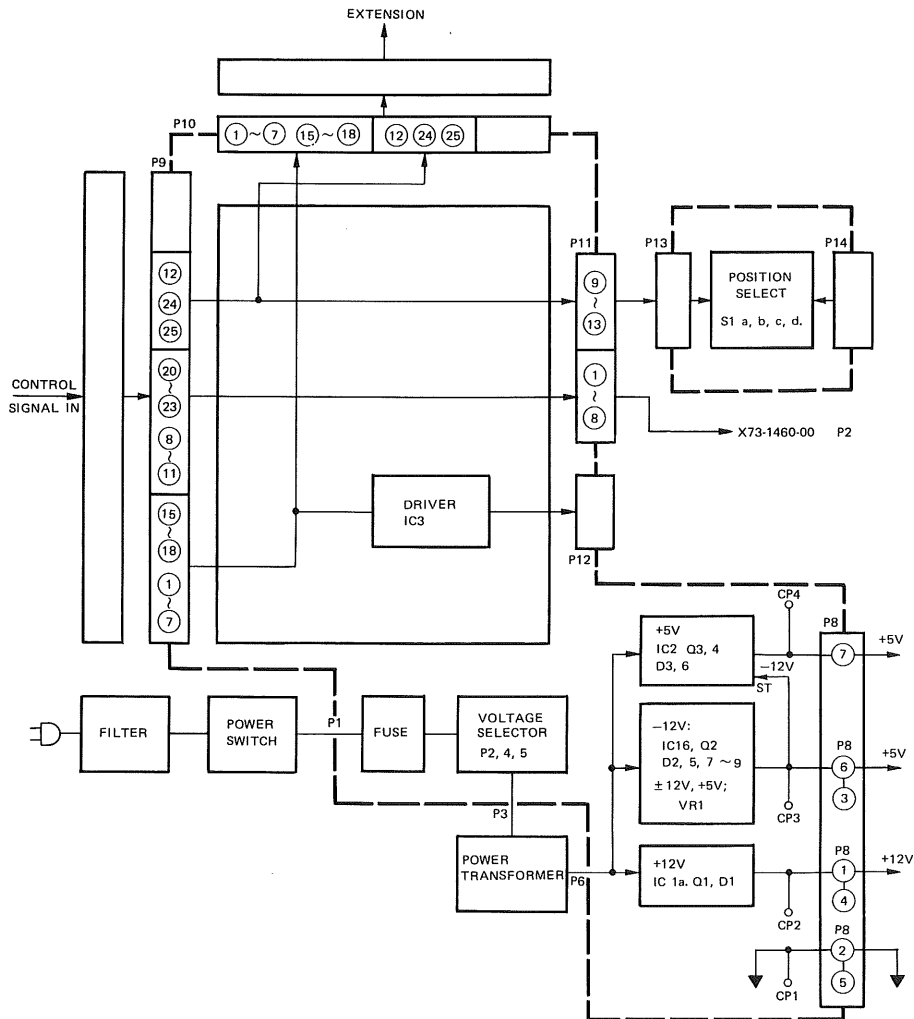 EXTENSION
P10
①~⑦ ⑮~⑱
⑫ ㉔ ㉕
P9
⑫
㉔
㉕
⑳
~
㉓
⑧
~
⑪
⑮
~
⑱
①
~
⑦
CONTROL
SIGNAL IN
P11
⑨
~
⑬
①
~
⑧
P13
P14
POSITION
SELECT
S1 a, b, c, d.
X73-1460-00 P2
DRIVER
IC3
P12
FILTER
POWER
SWITCH
P1
FUSE
VOLTAGE
SELECTOR
P2, 4, 5
P3
POWER
TRANSFORMER
P6
+5V
IC2 Q3, 4
D3, 6
CP4
-12V
ST
P8
⑦
+5V
-12V:
IC16, Q2
D2, 5, 7 ~ 9
±12V, +5V;
VR1
CP3
P8
⑥
③
+5V
+12V
IC 1a. Q1, D1
CP2
P8
①
④
+12V
CP1
P8
②
⑤